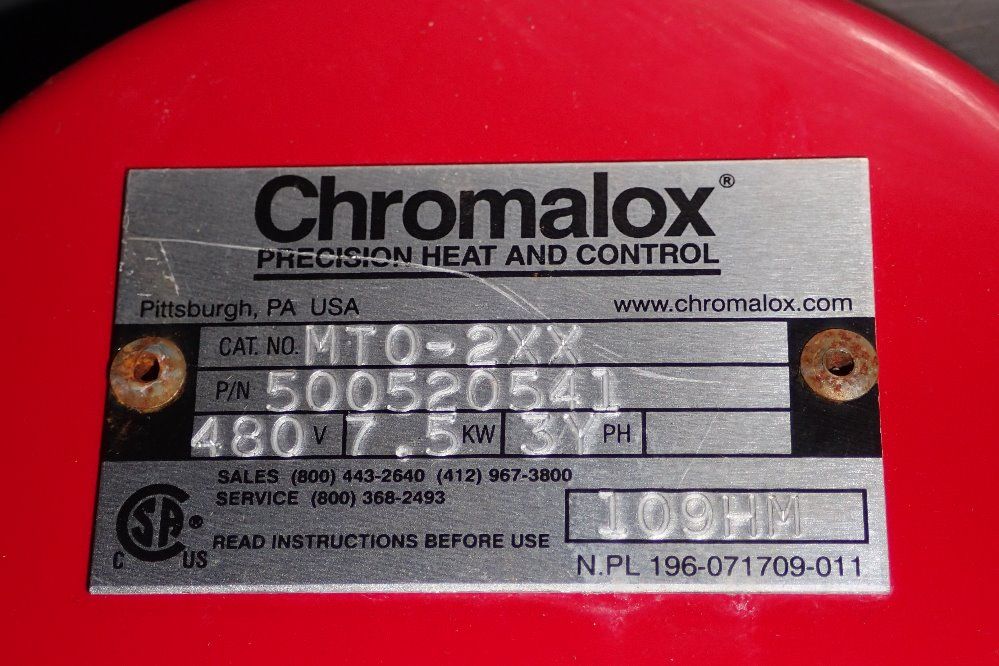 Chromalox®
PRECISION HEAT AND CONTROL
Pittsburgh, PA USA www.chromalox.com
CAT. NO. MTO-2XX
P/N 500520541
480 V 7.5 KW 3Y PH
SALES (800) 443-2640 (412) 967-3800
SERVICE (800) 368-2493
109HM
SA®
C US
READ INSTRUCTIONS BEFORE USE
N.PL 196-071709-011